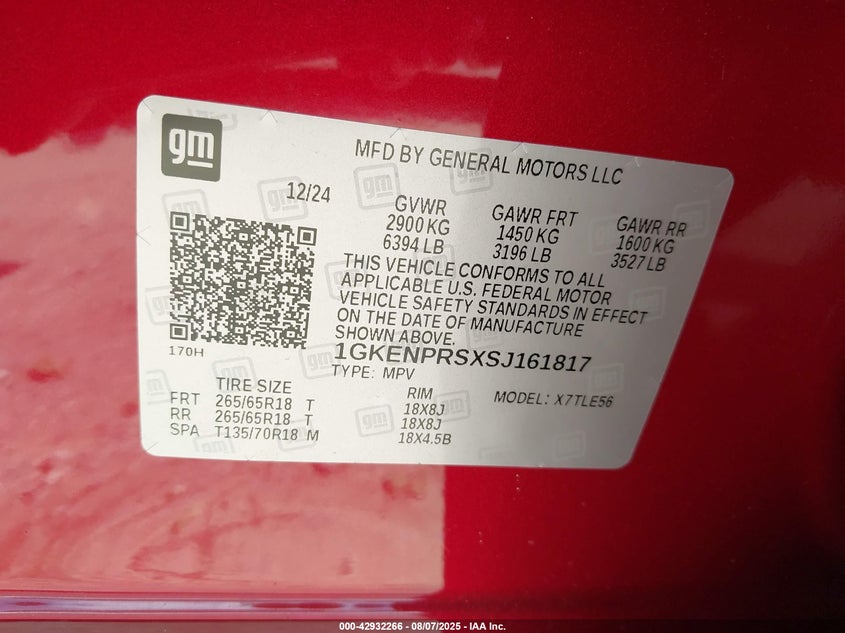 gm
MFD BY GENERAL MOTORS LLC
12/24
GVWR
2900 KG
6394 LB
GAWR FRT
1450 KG
3196 LB
GAWR RR
1600 KG
3527 LB
THIS VEHICLE CONFORMS TO ALL
APPLICABLE U.S. FEDERAL MOTOR
VEHICLE SAFETY STANDARDS IN EFFECT
ON THE DATE OF MANUFACTURE
SHOWN ABOVE.
170H
1GKENPRSXSJ161817
TYPE: MPV
MODEL: X7TLE56
TIRE SIZE RIM
FRT 265/65R18 T 18X8J
RR 265/65R18 T 18X8J
SPA T135/70R18 M 18X4.5B
000-42932266 - 08/07/2025 - IAA Inc.